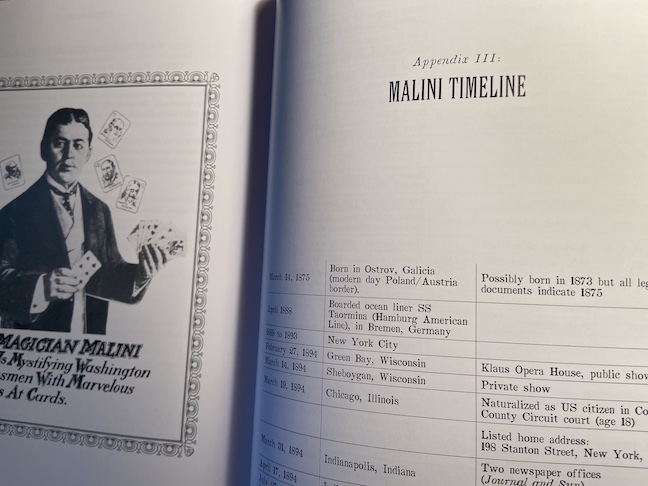 MAGICIAN MALINI
Is Mystifying Washington
smen With Marvelous
s At Cards.
Appendix III:
MALINI TIMELINE
March 14, 1875 Born in Ostrov, Galicia Possibly born in 1873 but all leg
(modern day Poland/Austria documents indicate 1875
border).
April 1888 Boarded ocean liner SS
Taormina (Hamburg American
Line), in Bremen, Germany
1888 to 1893 New York City
February 27, 1894 Green Bay, Wisconsin Klaus Opera House, public show
March 14, 1894 Sheboygan, Wisconsin Private show
March 19, 1894 Chicago, Illinois Naturalized as US citizen in Co
County Circuit court (age 18)
Listed home address:
198 Stanton Street, New York,
March 31, 1894 Indianapolis, Indiana Two newspaper offices
April 17, 1894 (Journal and Sun)